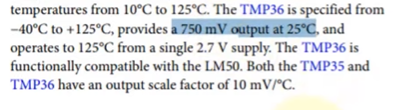 temperatures from 10°C to 125°C. The TMP36 is specified from
−40°C to +125°C, provides a 750 mV output at 25°C, and
operates to 125°C from a single 2.7 V supply. The TMP36 is
functionally compatible with the LM50. Both the TMP35 and
TMP36 have an output scale factor of 10 mV/°C.